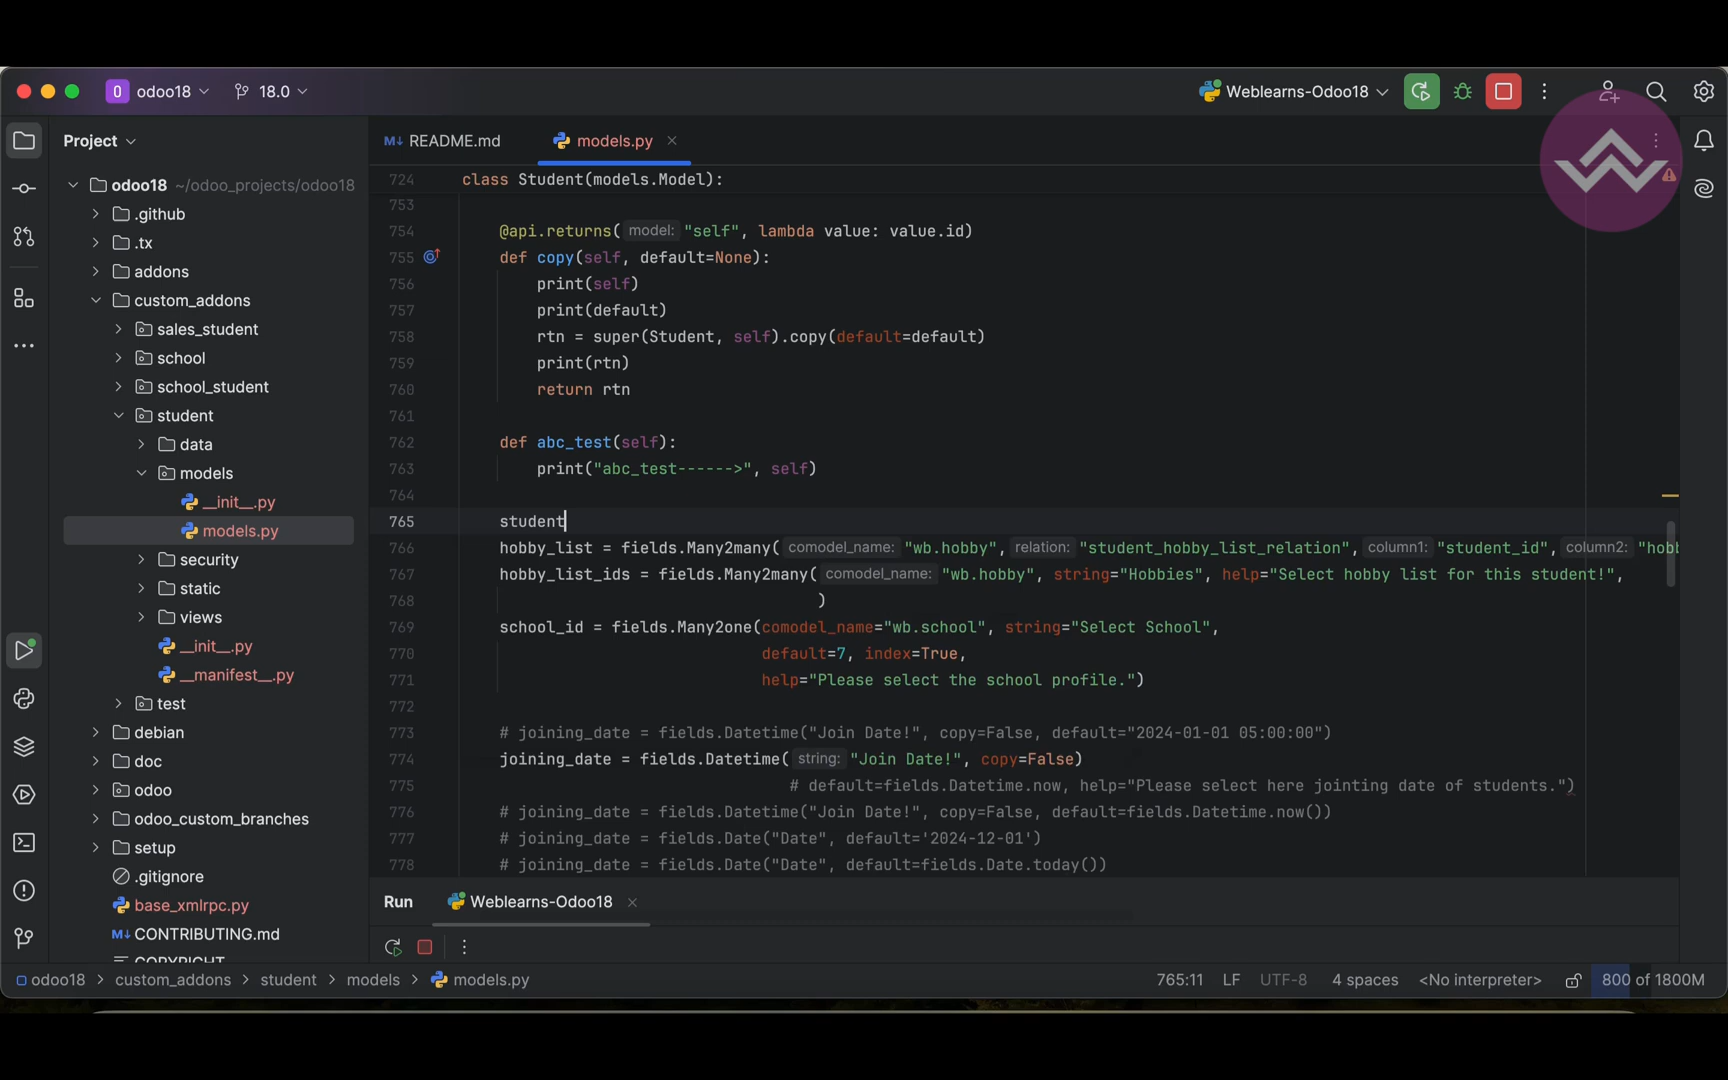 odoo18
18.0
Weblearns-Odoo18
Project
README.md
models.py
odoo18 ~/odoo_projects/odoo18
.github
.tx
addons
custom_addons
sales_student
school
school_student
student
data
models
__init__.py
models.py
security
static
views
__init__.py
__manifest__.py
test
debian
doc
odoo
odoo_custom_branches
setup
.gitignore
base_xmlrpc.py
CONTRIBUTING.md
COPYRIGHT
724 class Student(models.Model):
753
754 @api.returns( model: "self", lambda value: value.id)
755 def copy(self, default=None):
756 print(self)
757 print(default)
758 rtn = super(Student, self).copy(default=default)
759 print(rtn)
760 return rtn
761
762 def abc_test(self):
763 print("abc_test------>", self)
764
765 student
766 hobby_list = fields.Many2many( comodel_name: "wb.hobby", relation: "student_hobby_list_relation", column1: "student_id", column2: "hobb
767 hobby_list_ids = fields.Many2many( comodel_name: "wb.hobby", string="Hobbies", help="Select hobby list for this student!",
768 )
769 school_id = fields.Many2one(comodel_name="wb.school", string="Select School",
770 default=7, index=True,
771 help="Please select the school profile.")
772
773 # joining_date = fields.Datetime("Join Date!", copy=False, default="2024-01-01 05:00:00")
774 joining_date = fields.Datetime( string: "Join Date!", copy=False)
775 # default=fields.Datetime.now, help="Please select here jointing date of students.")
776 # joining_date = fields.Datetime("Join Date!", copy=False, default=fields.Datetime.now())
777 # joining_date = fields.Date("Date", default='2024-12-01')
778 # joining_date = fields.Date("Date", default=fields.Date.today())
Run
Weblearns-Odoo18
odoo18 > custom_addons > student > models > models.py
765:11 LF UTF-8 4 spaces <No interpreter> 800 of 1800M